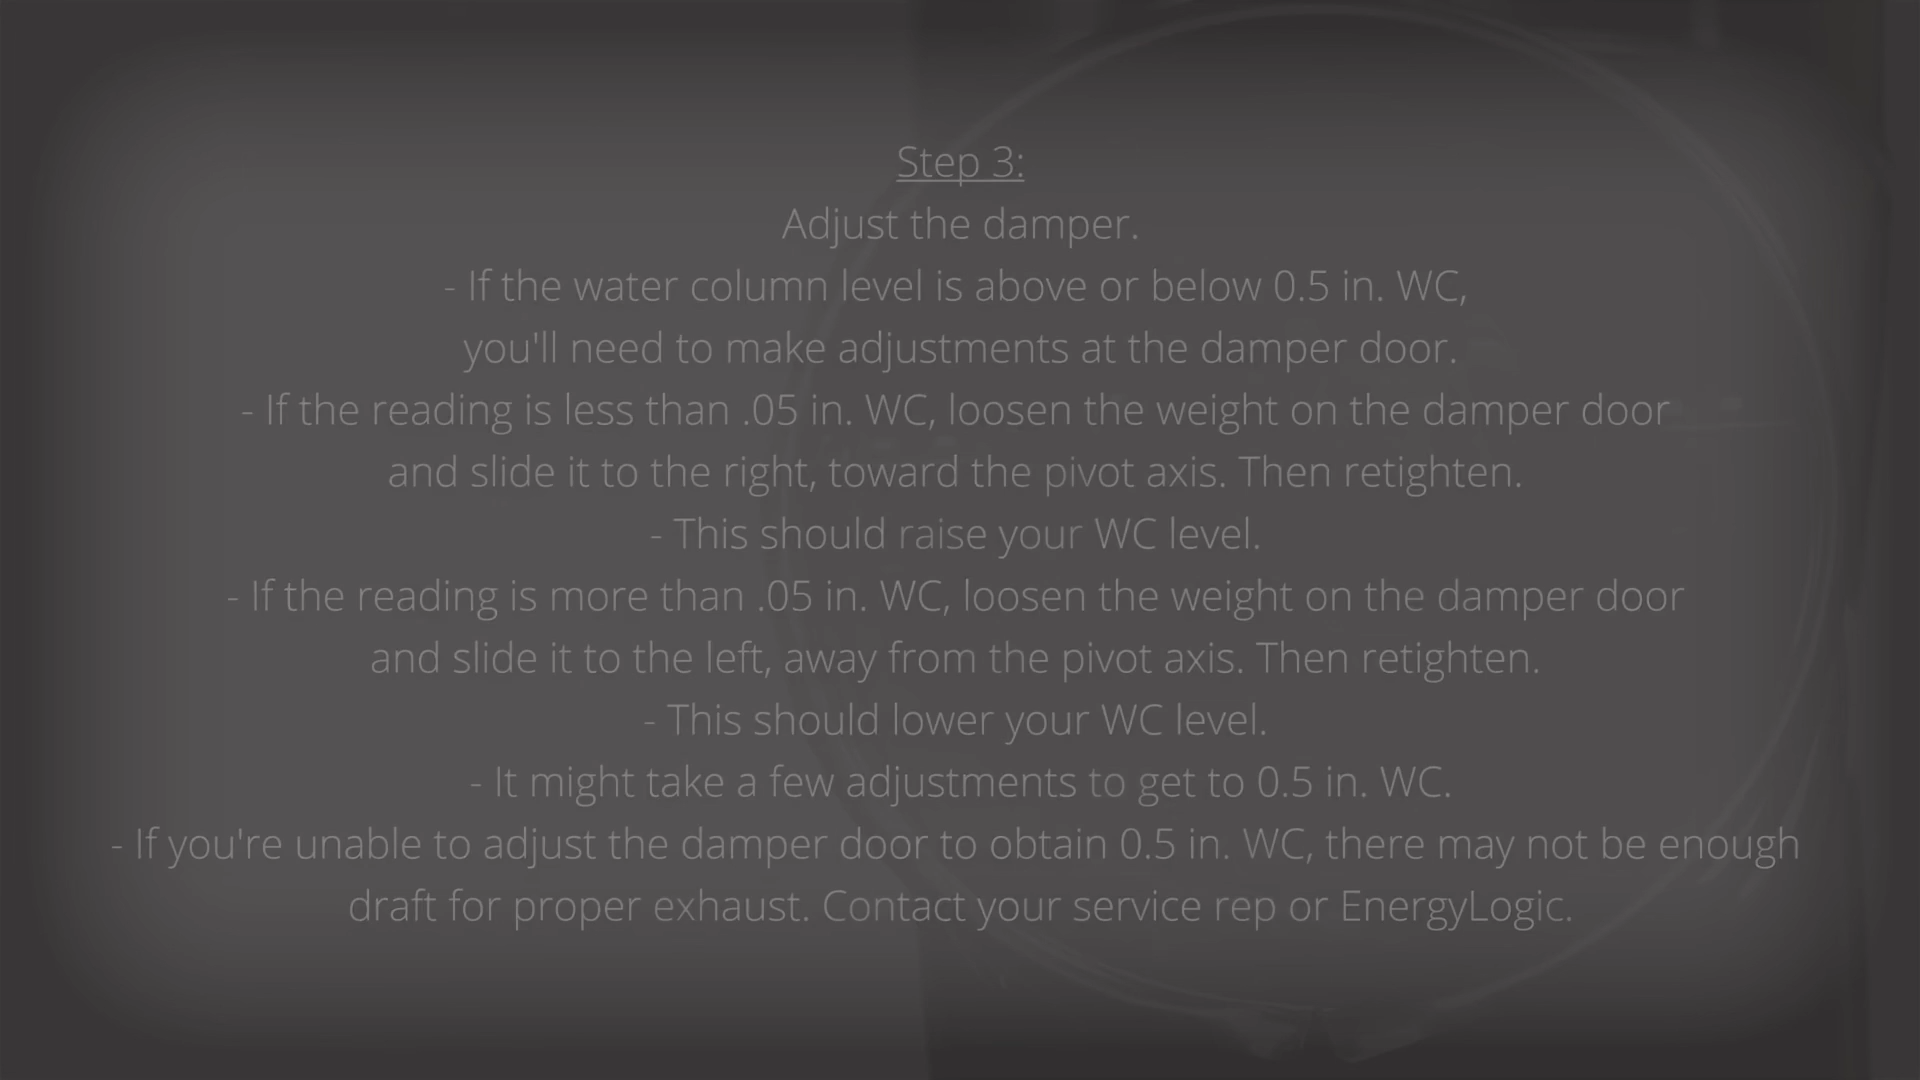 Step 3:
Adjust the damper.
- If the water column level is above or below 0.5 in. WC,
you'll need to make adjustments at the damper door.
- If the reading is less than .05 in. WC, loosen the weight on the damper door
and slide it to the right, toward the pivot axis. Then retighten.
- This should raise your WC level.
- If the reading is more than .05 in. WC, loosen the weight on the damper door
and slide it to the left, away from the pivot axis. Then retighten.
- This should lower your WC level.
- It might take a few adjustments to get to 0.5 in. WC.
- If you're unable to adjust the damper door to obtain 0.5 in. WC, there may not be enough
draft for proper exhaust. Contact your service rep or EnergyLogic.